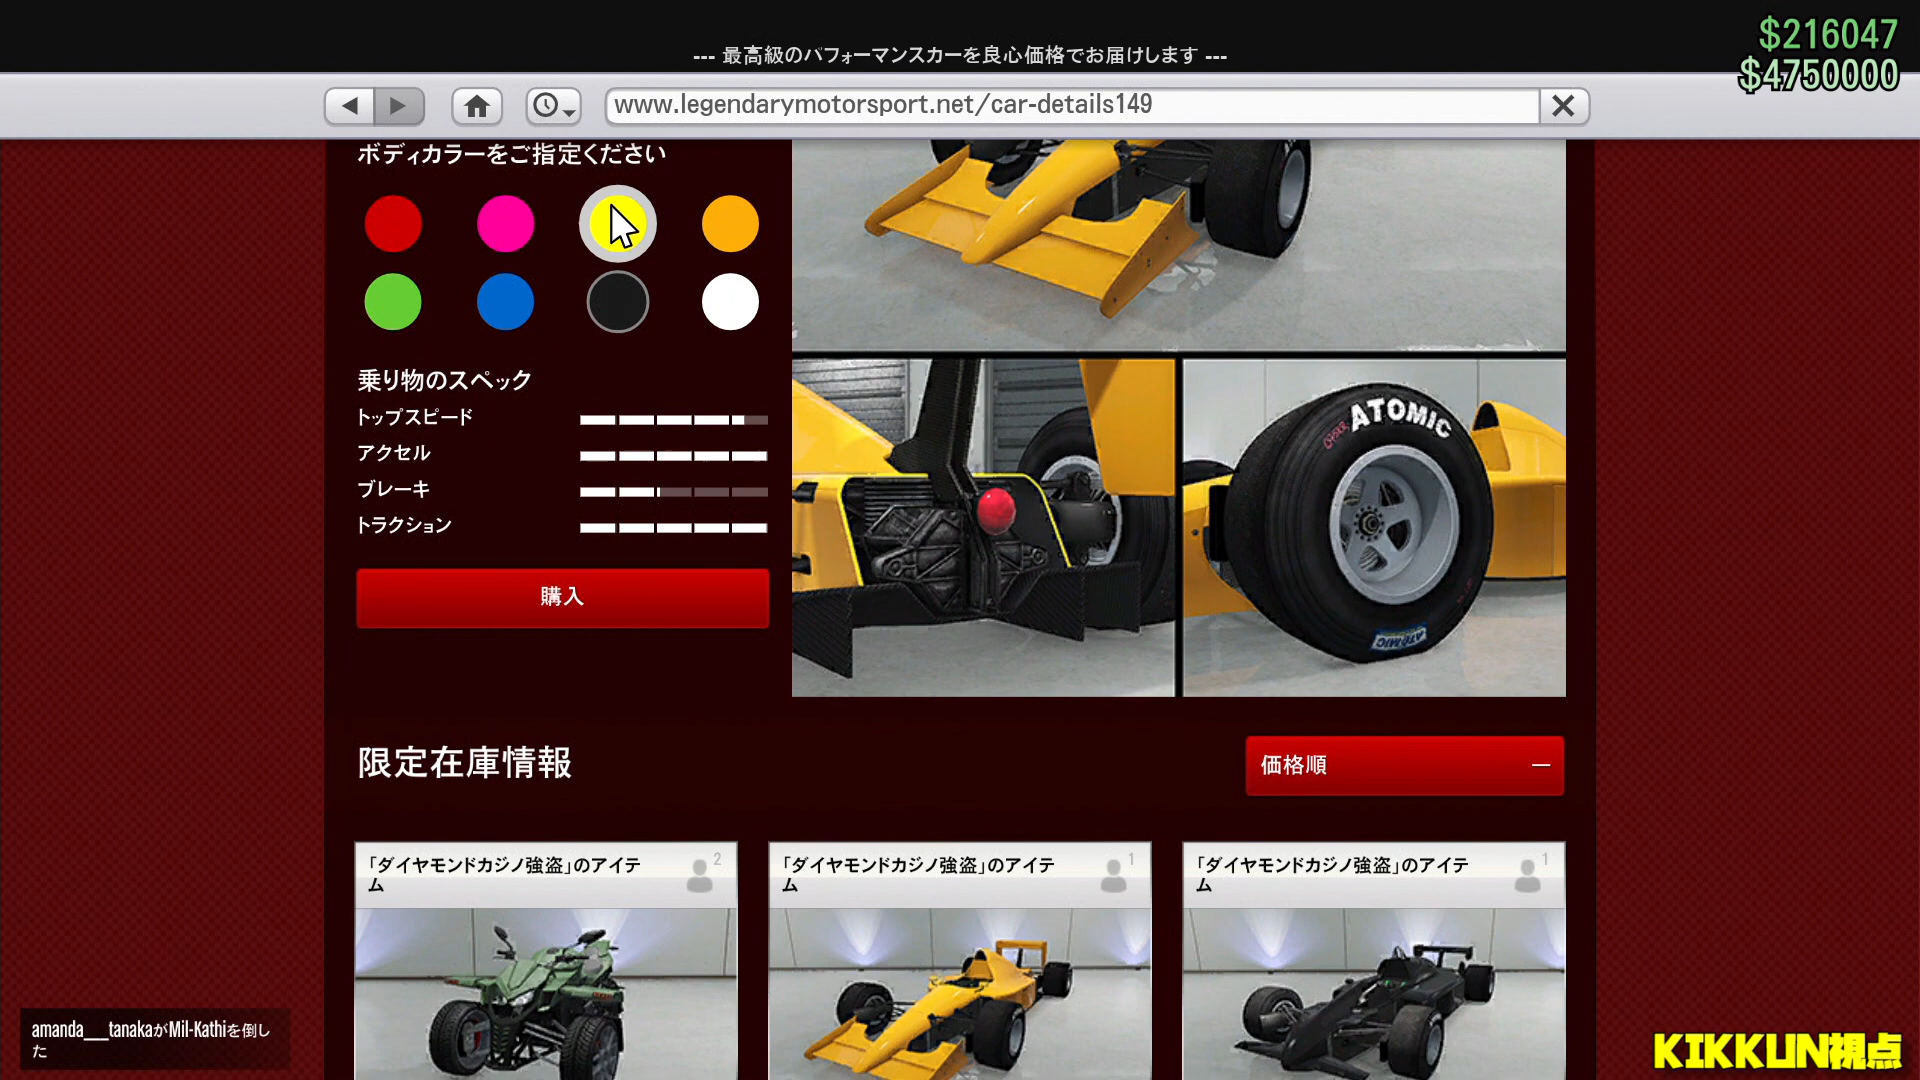 $216047
--- 最高級のパフォーマンスカーを良心価格でお届けします ---
$4750000
www.legendarymotorsport.net/car-details149
ボディカラーをご指定ください
乗り物のスペック
トップスピード
アクセル
ブレーキ
トラクション
購入
ATOMIC
ATOMIC
限定在庫情報
価格順
「ダイヤモンドカジノ強盗」のアイテ
ム
2
「ダイヤモンドカジノ強盗」のアイテ
ム
1
「ダイヤモンドカジノ強盗」のアイテ
ム
1
amanda___tanakaがMil-Kathiを倒し
た
KIKKUN視点